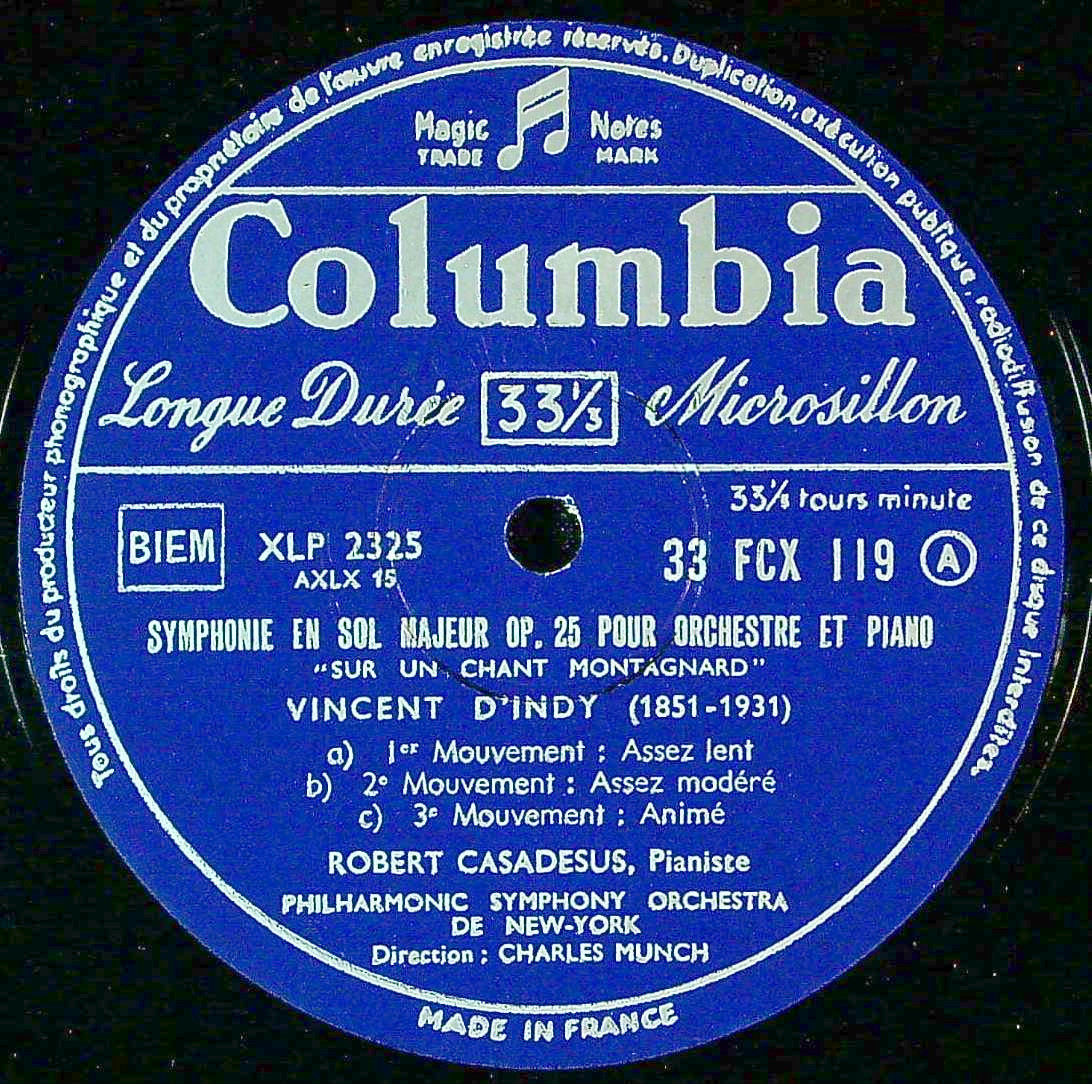 Tous droits du producteur phonographique et du propriétaire de l'œuvre enregistrée réservés. Duplication, exécution publique, radiodiffusion de ce disque interdites.
Magic Notes
TRADE MARK
Columbia
Longue Durée 33 1/3 Microsillon
33 1/3 tours minute
BIEM XLP 2325 33 FCX 119 A
AXLX 15
SYMPHONIE EN SOL MAJEUR OP. 25 POUR ORCHESTRE ET PIANO
"SUR UN CHANT MONTAGNARD"
VINCENT D'INDY (1851-1931)
a) 1er Mouvement : Assez lent
b) 2e Mouvement : Assez modéré
c) 3e Mouvement : Animé
ROBERT CASADESUS, Pianiste
PHILHARMONIC SYMPHONY ORCHESTRA
DE NEW-YORK
Direction : CHARLES MUNCH
MADE IN FRANCE